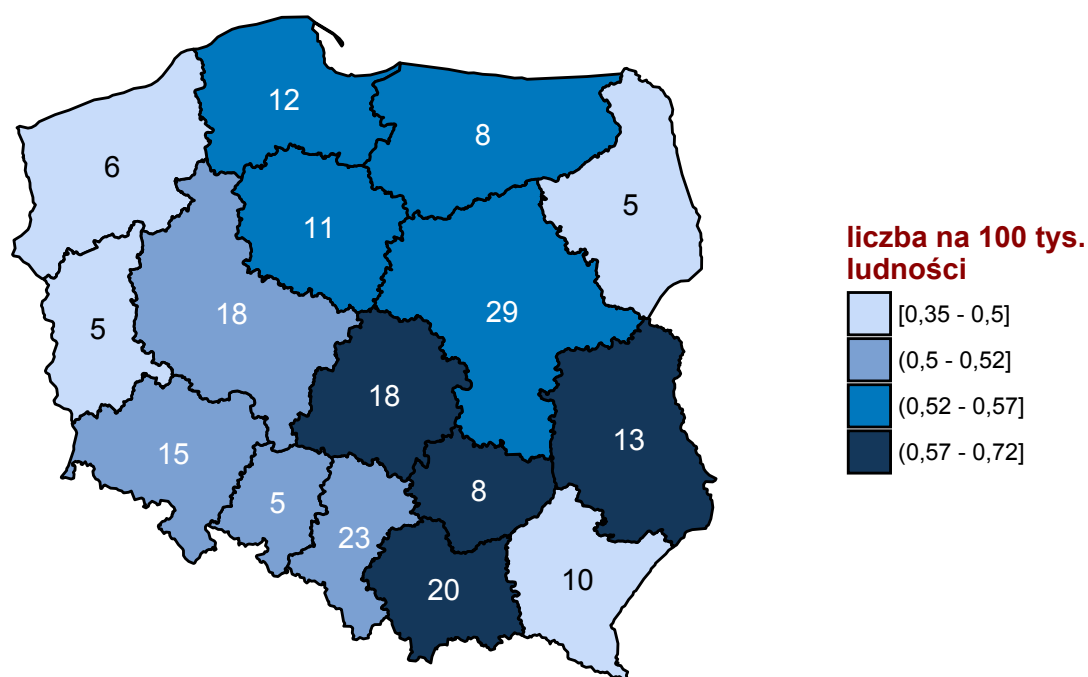 12
8
6
5
11
29
18
5
18
13
15
8
5
23
10
20
liczba na 100 tys.
ludności
[0,35 - 0,5]
(0,5 - 0,52]
(0,52 - 0,57]
(0,57 - 0,72]